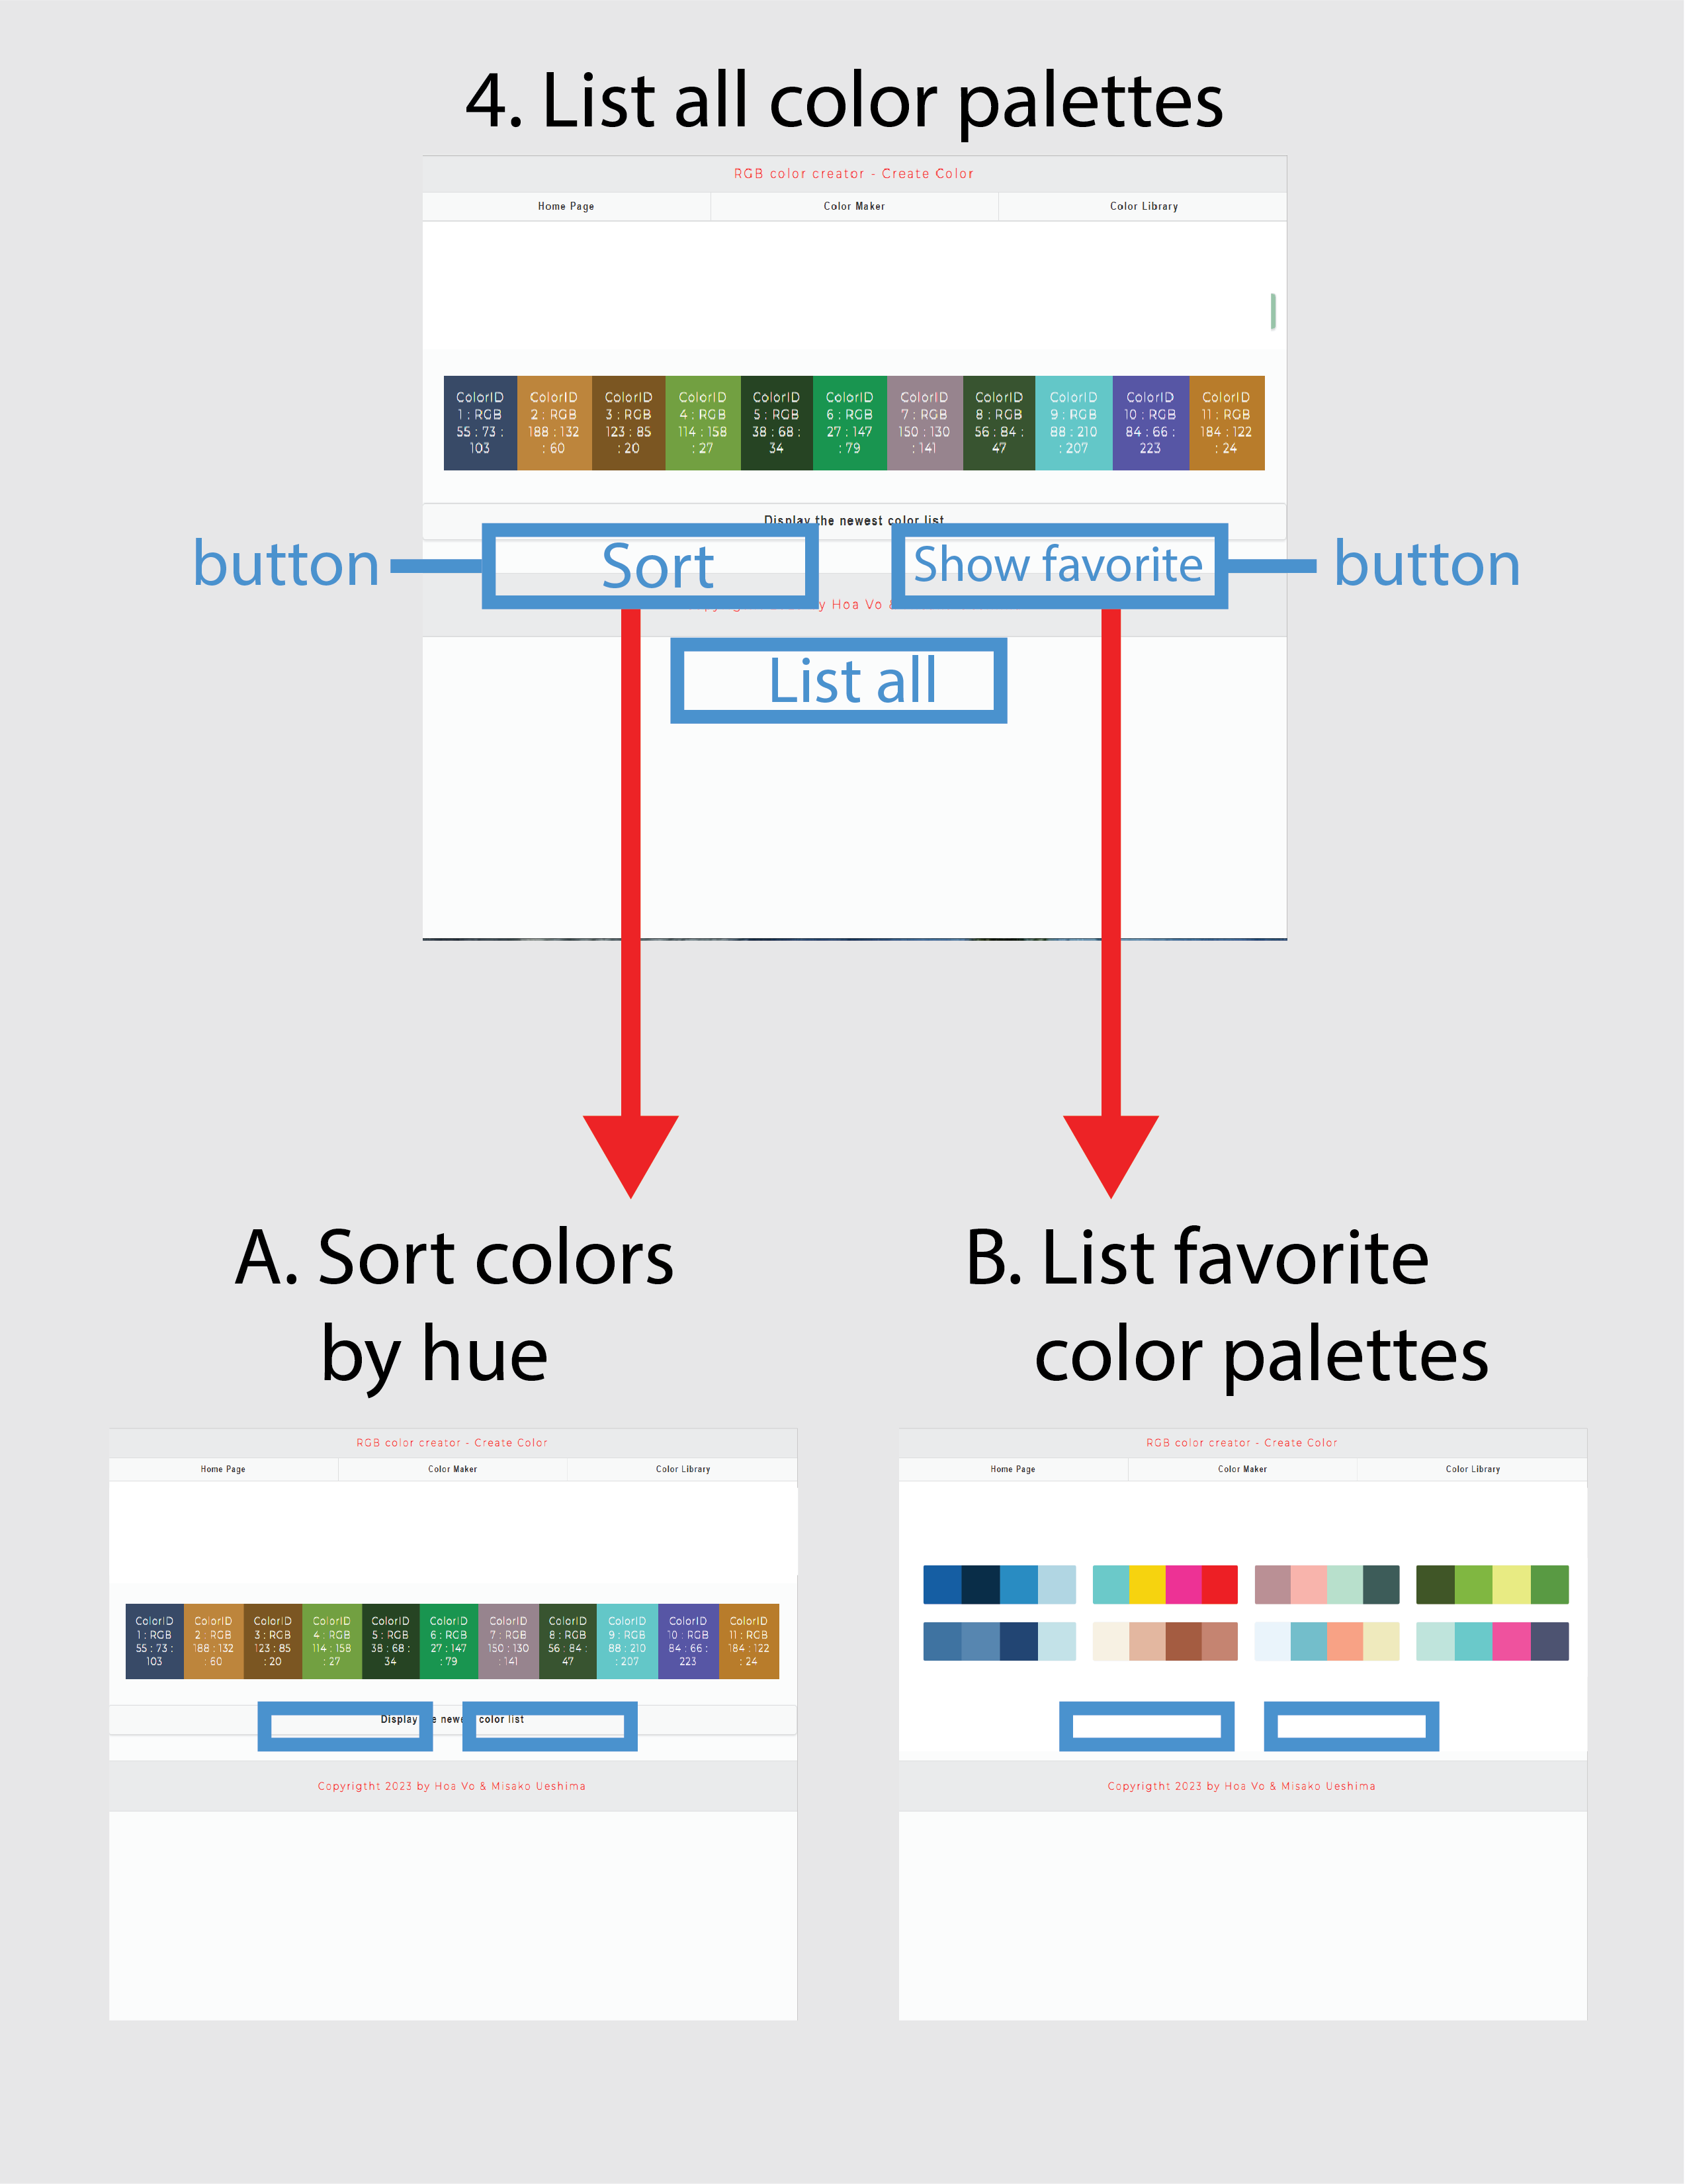 4. List all color palettes
RGB color creator - Create Color
Home Page
Color Maker
Color Library
ColorID
1 : RGB
55 : 73 :
103
ColorID
2 : RGB
188 : 132
: 60
ColorID
3 : RGB
123 : 85
: 20
ColorID
4 : RGB
114 : 158
: 27
ColorID
5 : RGB
38 : 68 :
34
ColorID
6 : RGB
27 : 147
: 79
ColorID
7 : RGB
150 : 130
: 141
ColorID
8 : RGB
56 : 84 :
47
ColorID
9 : RGB
88 : 210
: 207
ColorID
10 : RGB
84 : 66 :
223
ColorID
11 : RGB
184 : 122
: 24
Display the newest color list
button
Sort
Show favorite
button
y Hoa Vo
List all
A. Sort colors
by hue
B. List favorite
color palettes
RGB color creator - Create Color
Home Page
Color Maker
Color Library
ColorID
1 : RGB
55 : 73 :
103
ColorID
2 : RGB
188 : 132
: 60
ColorID
3 : RGB
123 : 85
: 20
ColorID
4 : RGB
114 : 158
: 27
ColorID
5 : RGB
38 : 68 :
34
ColorID
6 : RGB
27 : 147
: 79
ColorID
7 : RGB
150 : 130
: 141
ColorID
8 : RGB
56 : 84 :
47
ColorID
9 : RGB
88 : 210
: 207
ColorID
10 : RGB
84 : 66 :
223
ColorID
11 : RGB
184 : 122
: 24
Display e newe color list
Copyrigtht 2023 by Hoa Vo & Misako Ueshima
RGB color creator - Create Color
Home Page
Color Maker
Color Library
Copyrigtht 2023 by Hoa Vo & Misako Ueshima